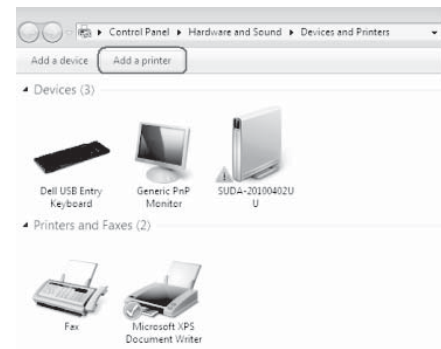 Control Panel ▸ Hardware and Sound ▸ Devices and Printers
Add a device Add a printer
Devices (3)
Dell USB Entry
Keyboard
Generic PnP
Monitor
SUDA-20100402U
U
Printers and Faxes (2)
Fax
Microsoft XPS
Document Writer